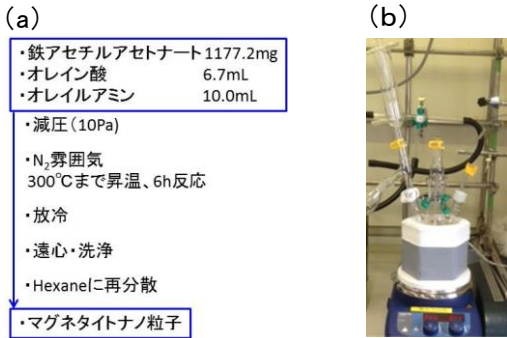 (a)
・鉄アセチルアセトナート 1177.2mg
・オレイン酸 6.7mL
・オレイルアミン 10.0mL
・減圧(10Pa)
・N₂雰囲気
300℃まで昇温、6h反応
・放冷
・遠心・洗浄
・Hexaneに再分散
・マグネタイトナノ粒子
(b)